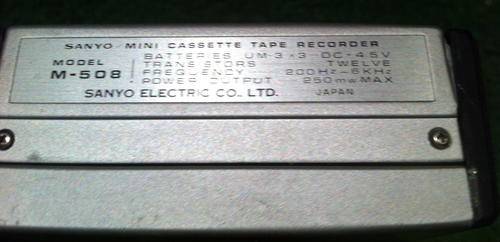 SANYO MINI CASSETTE TAPE RECORDER
MODEL
M-508
BATTERIES UM-3×3-DC-4.5V
TRANSISTORS TWELVE
FREQUENCY 200Hz-6KHz
POWER OUTPUT 250mw MAX
SANYO ELECTRIC CO., LTD. JAPAN